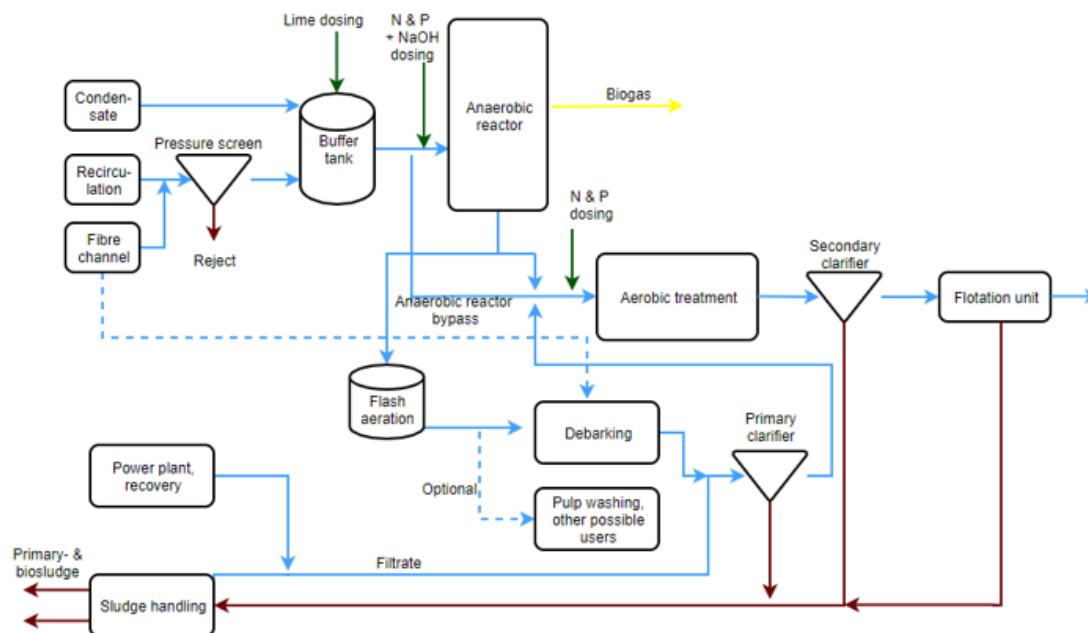 Lime dosing
N & P
+ NaOH
dosing
Conden-
sate
Buffer
tank
Anaerobic
reactor
Biogas
Pressure screen
Recircu-
lation
Fibre
channel
Reject
N & P
dosing
Anaerobic reactor
bypass
Aerobic treatment
Secondary
clarifier
Flotation unit
Flash
aeration
Debarking
Primary
clarifier
Power plant,
recovery
Optional
Pulp washing,
other possible
users
Primary- &
biosludge
Filtrate
Sludge handling